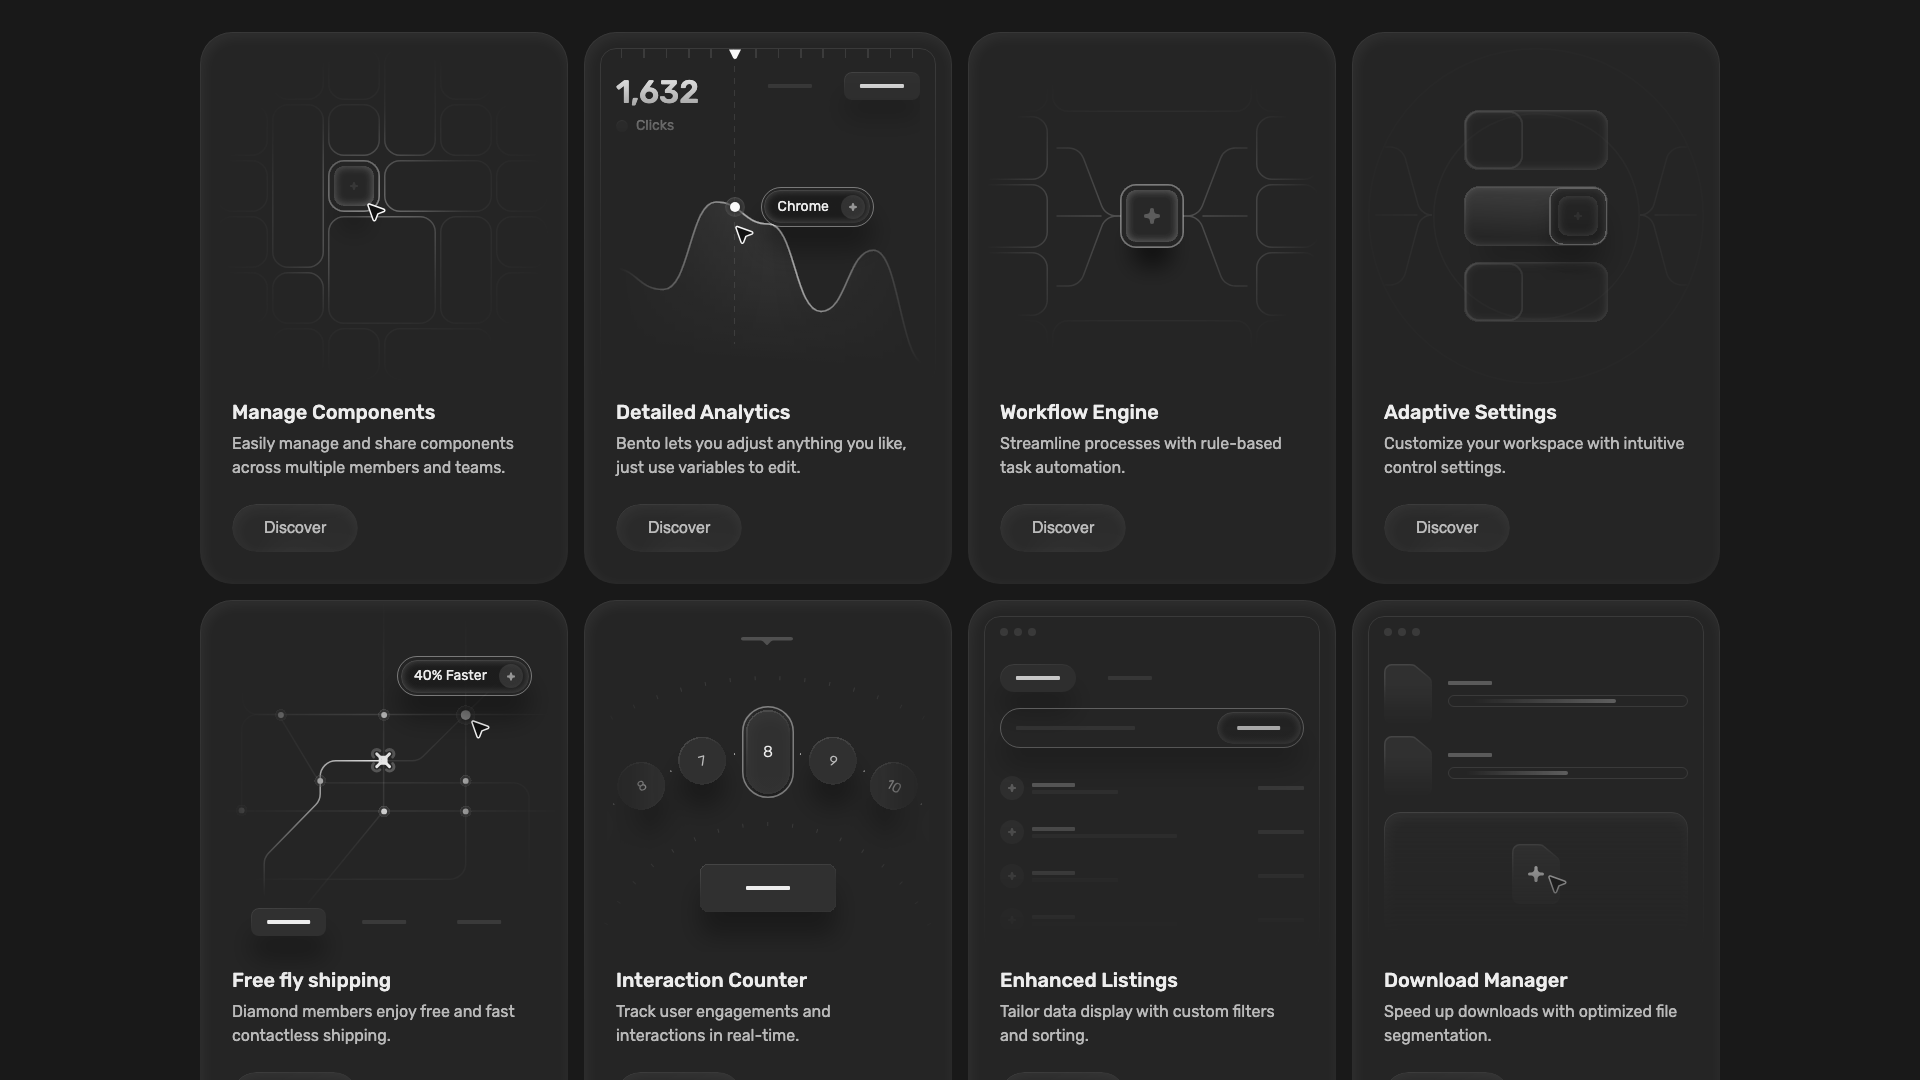 1,632
Clicks
Chrome
Manage Components
Easily manage and share components
across multiple members and teams.
Discover
Detailed Analytics
Bento lets you adjust anything you like,
just use variables to edit.
Discover
Workflow Engine
Streamline processes with rule-based
task automation.
Discover
Adaptive Settings
Customize your workspace with intuitive
control settings.
Discover
40% Faster
Free fly shipping
Diamond members enjoy free and fast
contactless shipping.
8
7
8
9
10
Interaction Counter
Track user engagements and
interactions in real-time.
Enhanced Listings
Tailor data display with custom filters
and sorting.
Download Manager
Speed up downloads with optimized file
segmentation.